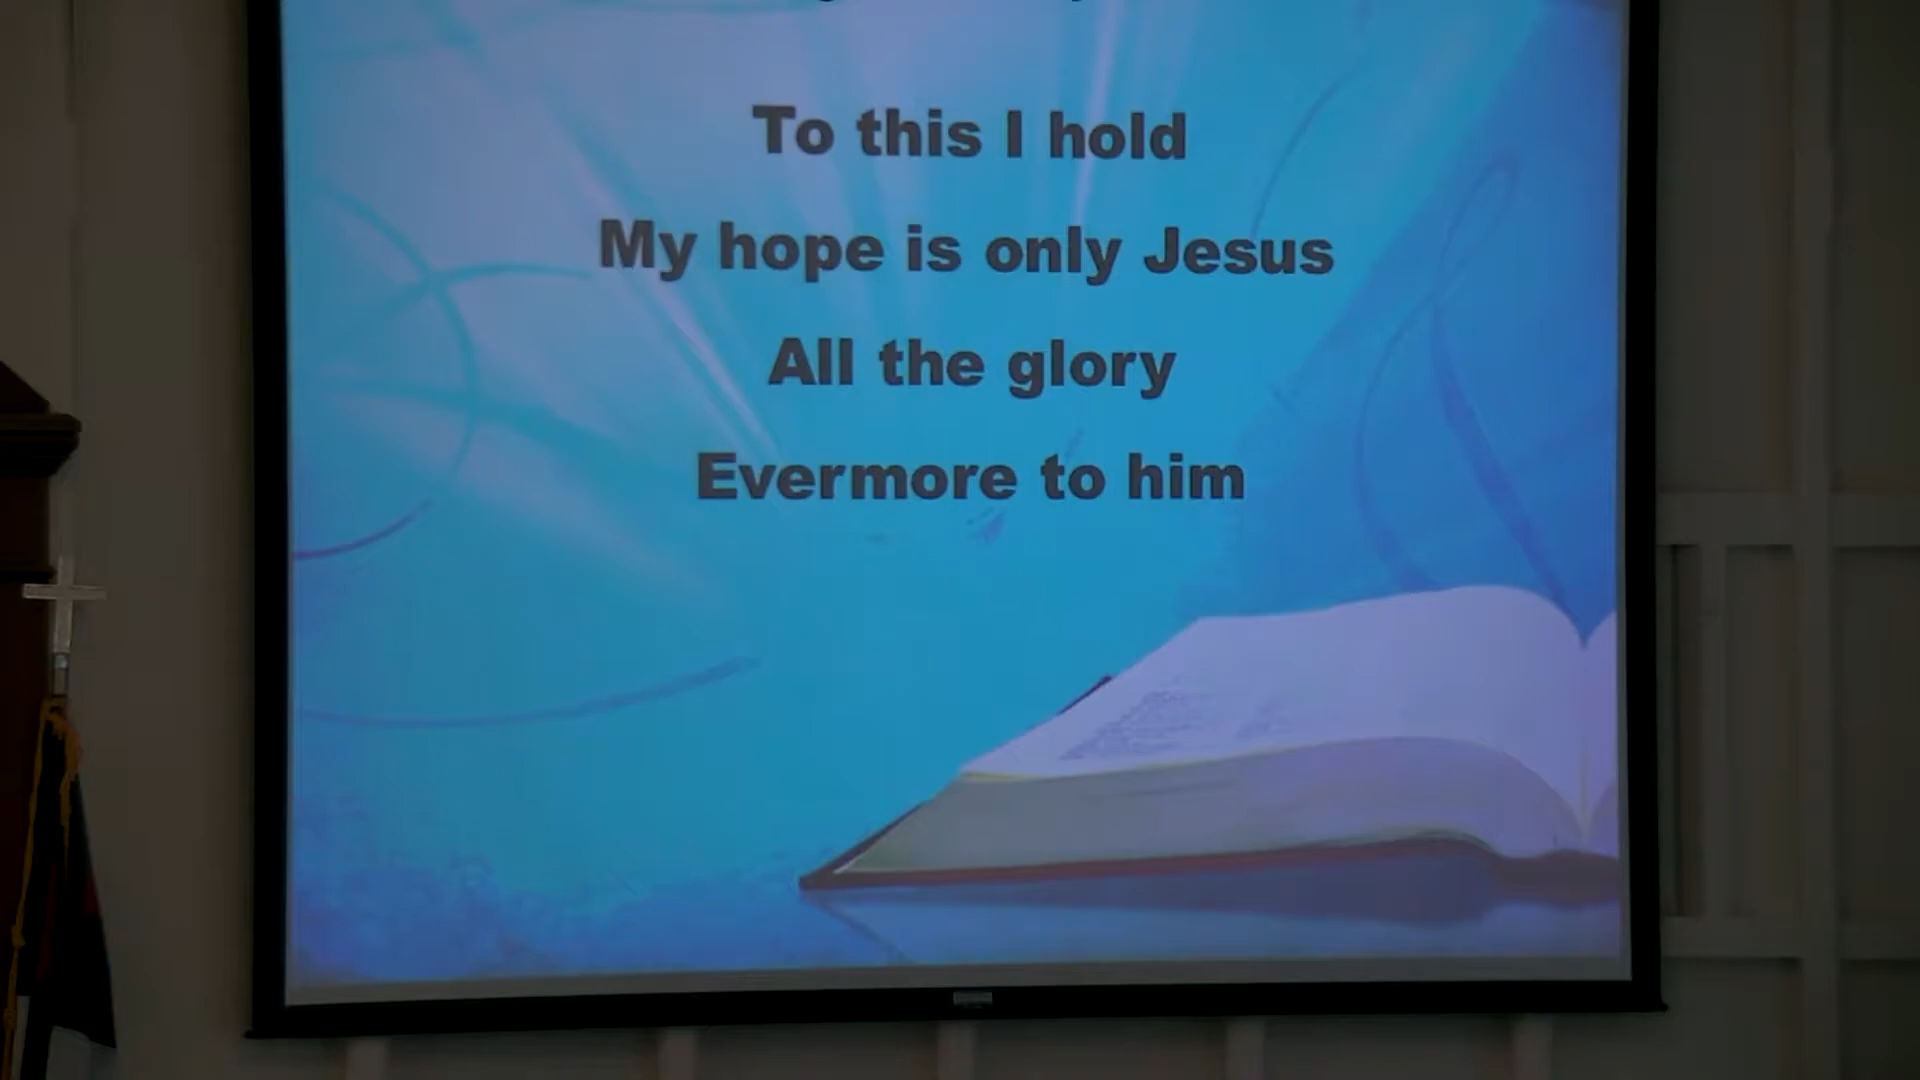 To this I hold
My hope is only Jesus
All the glory
Evermore to him